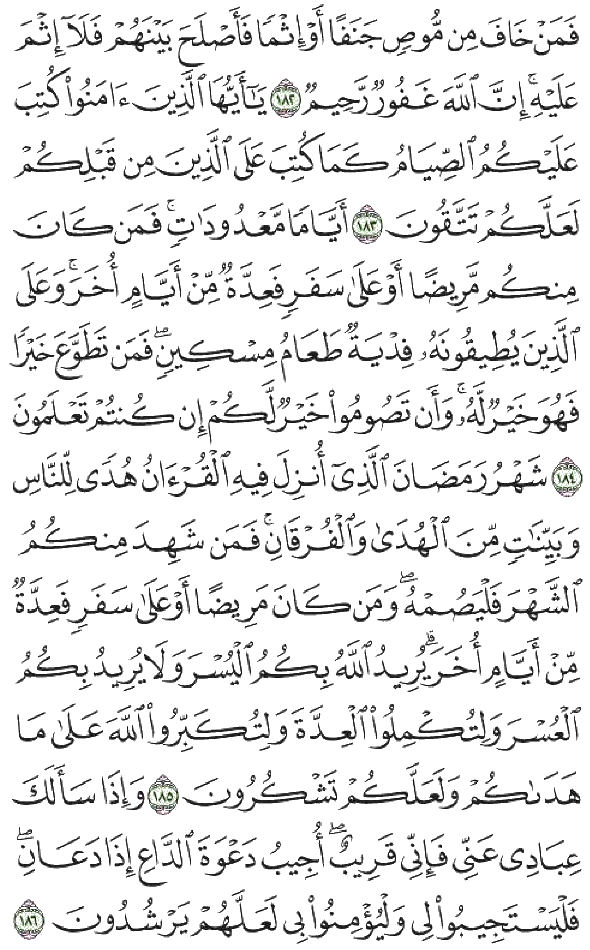 فَمَنْ خَافَ مِن مُّوصٍ جَنَفًا أَوْ إِثْمًا فَأَصْلَحَ بَيْنَهُمْ فَلَآ إِثْمَ
عَلَيْهِ ۚ إِنَّ ٱللَّهَ غَفُورٌ رَّحِيمٌ ١٨٢ يَـٰٓأَيُّهَا ٱلَّذِينَ ءَامَنُوا۟ كُتِبَ
عَلَيْكُمُ ٱلصِّيَامُ كَمَا كُتِبَ عَلَى ٱلَّذِينَ مِن قَبْلِكُمْ
لَعَلَّكُمْ تَتَّقُونَ ١٨٣ أَيَّامًا مَّعْدُودَٰتٍ ۚ فَمَن كَانَ
مِنكُم مَّرِيضًا أَوْ عَلَىٰ سَفَرٍ فَعِدَّةٌ مِّنْ أَيَّامٍ أُخَرَ ۚ وَعَلَى
ٱلَّذِينَ يُطِيقُونَهُۥ فِدْيَةٌ طَعَامُ مِسْكِينٍ ۖ فَمَن تَطَوَّعَ خَيْرًا
فَهُوَ خَيْرٌ لَّهُۥ ۚ وَأَن تَصُومُوا۟ خَيْرٌ لَّكُمْ إِن كُنتُمْ تَعْلَمُونَ
١٨٤ شَهْرُ رَمَضَانَ ٱلَّذِىٓ أُنزِلَ فِيهِ ٱلْقُرْءَانُ هُدًى لِّلنَّاسِ
وَبَيِّنَـٰتٍ مِّنَ ٱلْهُدَىٰ وَٱلْفُرْقَانِ ۚ فَمَن شَهِدَ مِنكُمُ
ٱلشَّهْرَ فَلْيَصُمْهُ ۖ وَمَن كَانَ مَرِيضًا أَوْ عَلَىٰ سَفَرٍ فَعِدَّةٌ
مِّنْ أَيَّامٍ أُخَرَ ۗ يُرِيدُ ٱللَّهُ بِكُمُ ٱلْيُسْرَ وَلَا يُرِيدُ بِكُمُ
ٱلْعُسْرَ وَلِتُكْمِلُوا۟ ٱلْعِدَّةَ وَلِتُكَبِّرُوا۟ ٱللَّهَ عَلَىٰ مَا
هَدَىٰكُمْ وَلَعَلَّكُمْ تَشْكُرُونَ ١٨٥ وَإِذَا سَأَلَكَ
عِبَادِى عَنِّى فَإِنِّى قَرِيبٌ ۖ أُجِيبُ دَعْوَةَ ٱلدَّاعِ إِذَا دَعَانِ ۖ
فَلْيَسْتَجِيبُوا۟ لِى وَلْيُؤْمِنُوا۟ بِى لَعَلَّهُمْ يَرْشُدُونَ ١٨٦